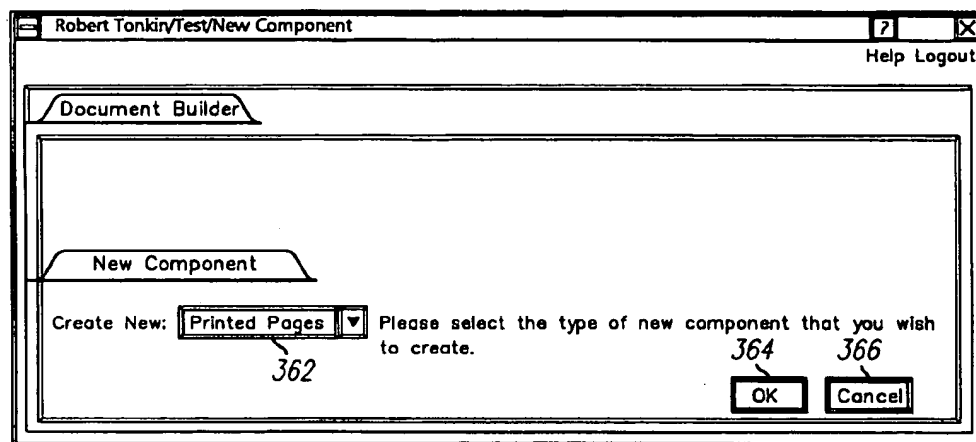 Robert Tonkin/Test/New Component ? X
Help Logout
Document Builder
New Component
Create New: Printed Pages ▼ Please select the type of new component that you wish
to create.
362
364 366
OK Cancel